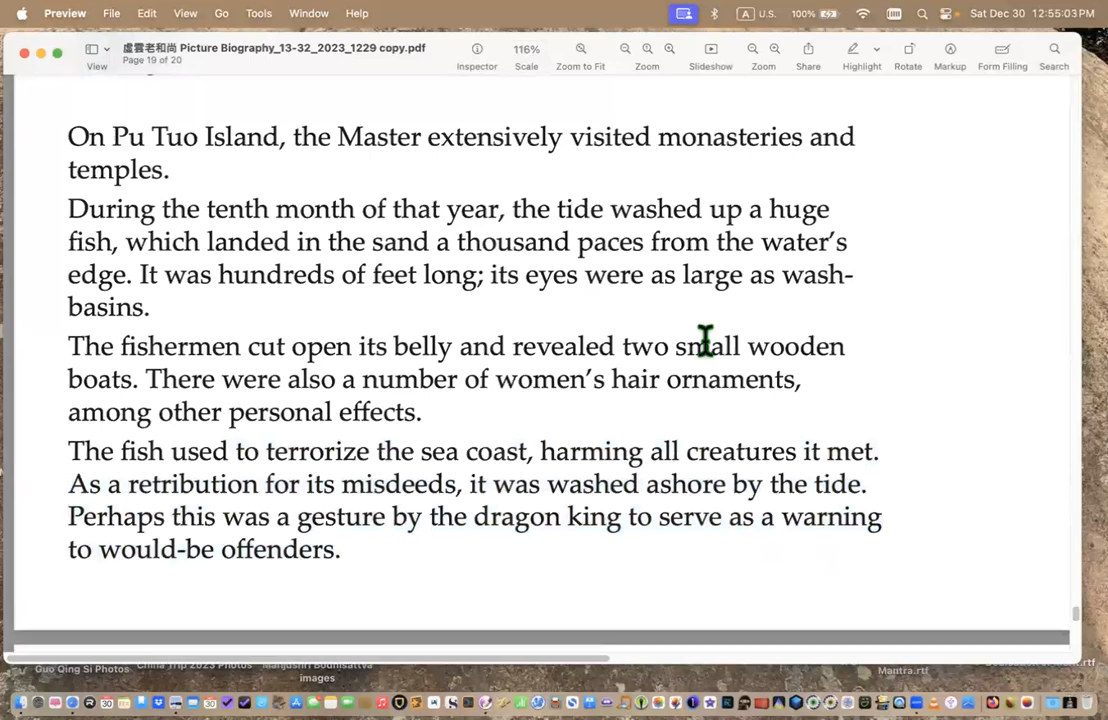 Preview File Edit View Go Tools Window Help A U.S. 100% Sat Dec 30 12:55:03 PM
虚雲老和尚 Picture Biography_13-32_2023_1229 copy.pdf
Page 19 of 20
View 116% Inspector Scale Zoom to Fit Zoom Slideshow Zoom Share Highlight Rotate Markup Form Filling Search
On Pu Tuo Island, the Master extensively visited monasteries and
temples.
During the tenth month of that year, the tide washed up a huge
fish, which landed in the sand a thousand paces from the water’s
edge. It was hundreds of feet long; its eyes were as large as wash-
basins.
The fishermen cut open its belly and revealed two small wooden
boats. There were also a number of women’s hair ornaments,
among other personal effects.
The fish used to terrorize the sea coast, harming all creatures it met.
As a retribution for its misdeeds, it was washed ashore by the tide.
Perhaps this was a gesture by the dragon king to serve as a warning
to would-be offenders.
Guo Qing Si Photos China Trip 2023 Photos Manjushri Bodhisattva
images
Mantra.rtf